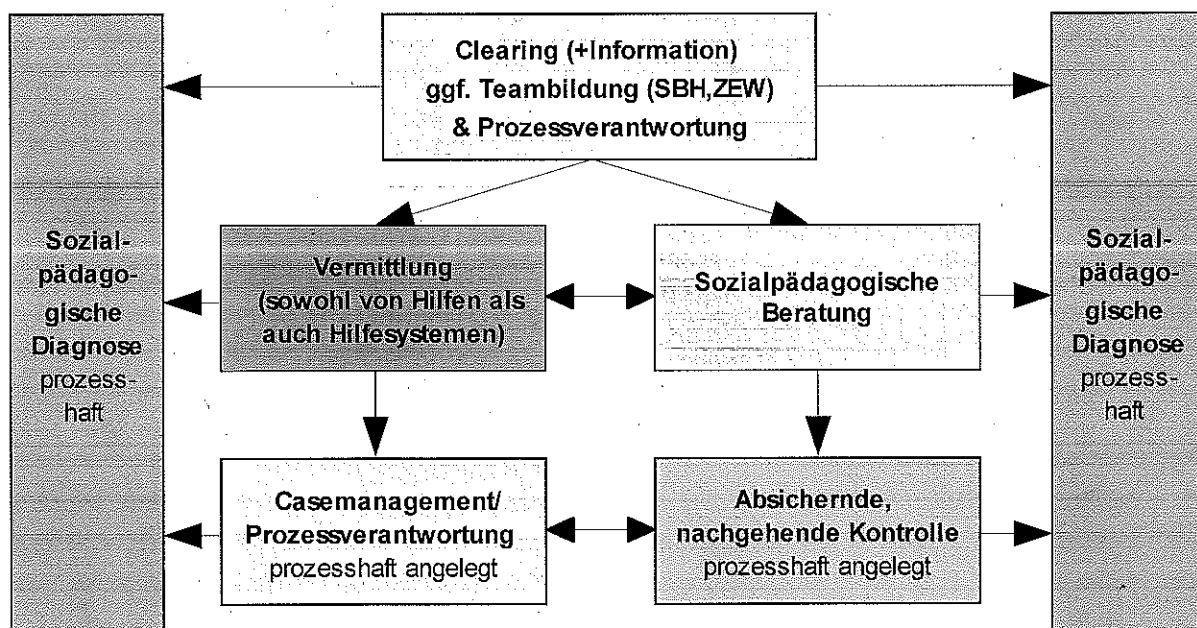 Clearing (+Information)
ggf. Teambildung (SBH,ZEW)
& Prozessverantwortung
Sozial-
pädago-
gische
Diagnose
prozess-
haft
Vermittlung
(sowohl von Hilfen als
auch Hilfesystemen)
Sozialpädagogische
Beratung
Sozial-
pädago-
gische
Diagnose
prozess-
haft
Casemanagement/
Prozessverantwortung
prozesshaft angelegt
Absichernde,
nachgehende Kontrolle
prozesshaft angelegt